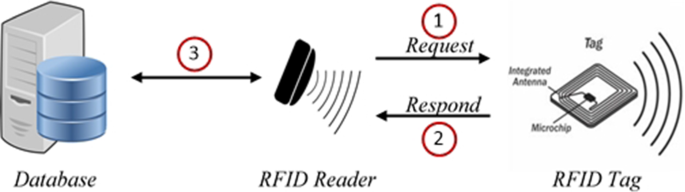 1
3
Request
Tag
Integrated
Antenna
Microchip
Respond
2
Database
RFID Reader
RFID Tag